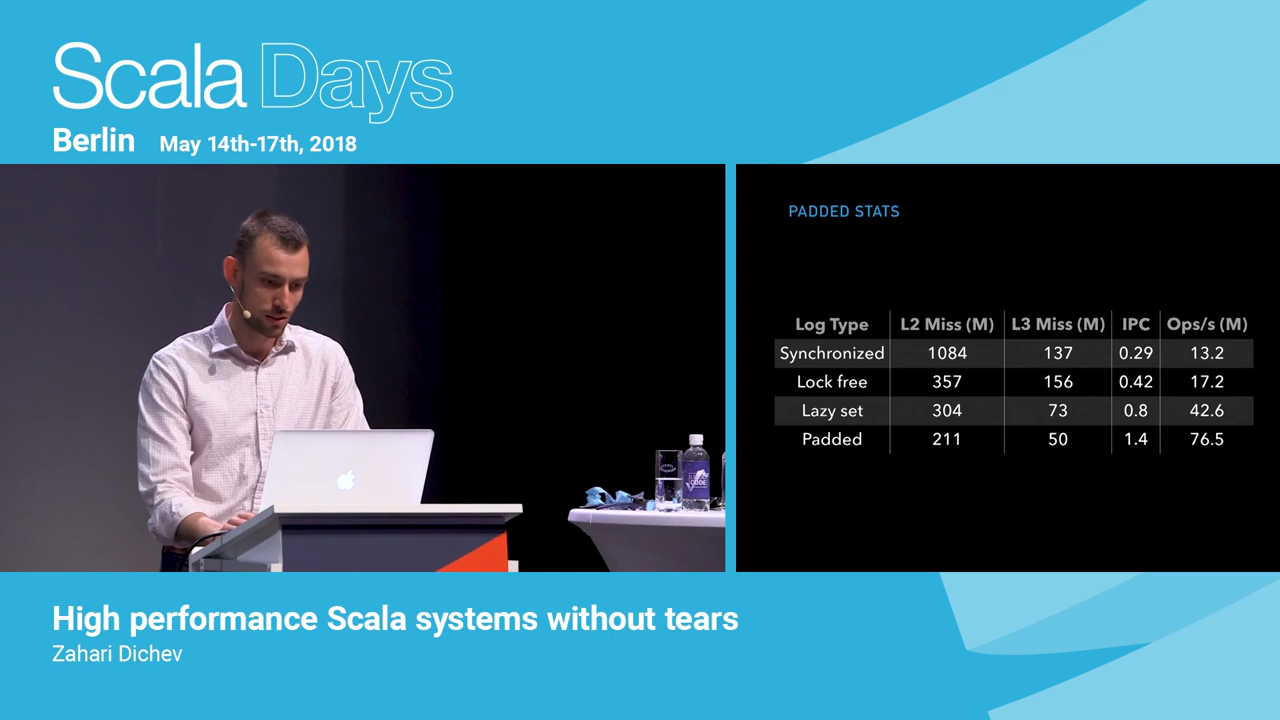 Scala Days
Berlin May 14th-17th, 2018
PADDED STATS
Log Type L2 Miss (M) L3 Miss (M) IPC Ops/s (M)
Synchronized 1084 137 0.29 13.2
Lock free 357 156 0.42 17.2
Lazy set 304 73 0.8 42.6
Padded 211 50 1.4 76.5
High performance Scala systems without tears
Zahari Dichev